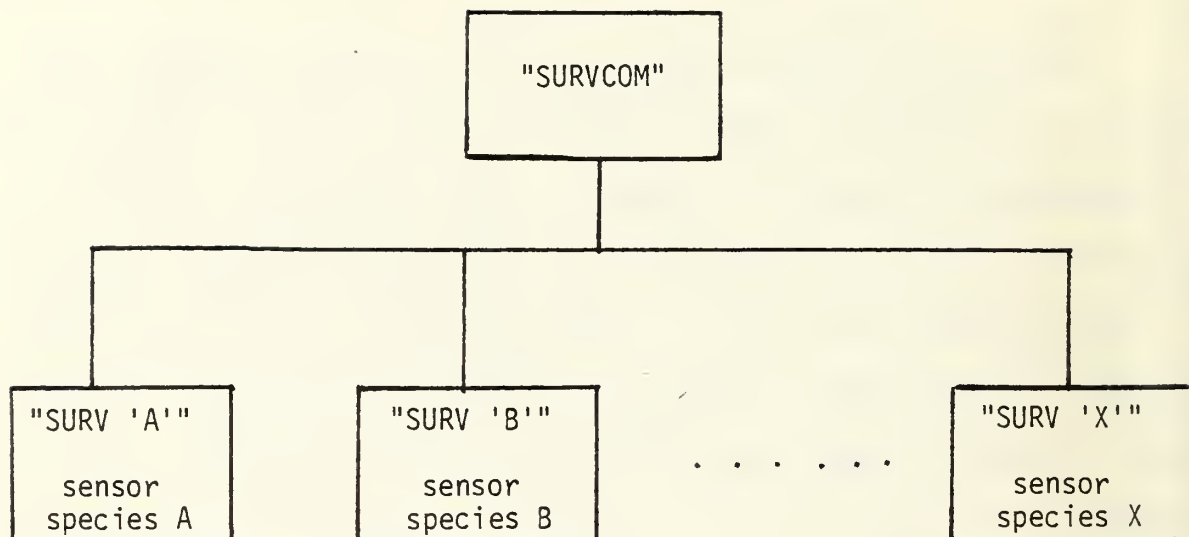 "SURVCOM"
"SURV 'A'"
sensor
species A
"SURV 'B'"
sensor
species B
. . . . . .
"SURV 'X'"
sensor
species X